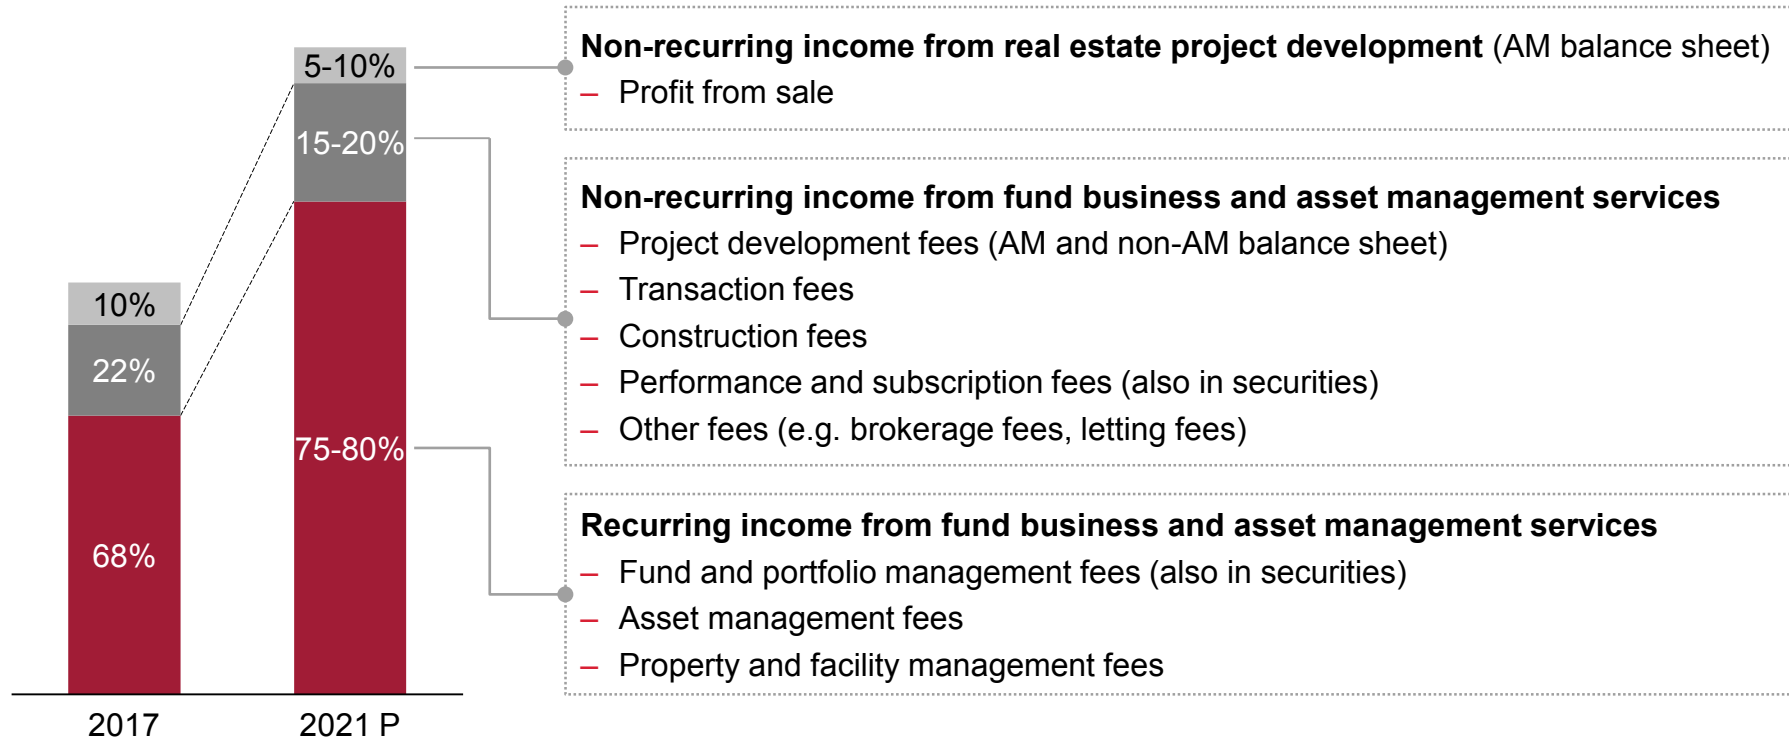 10%
22%
68%
2017
5-10%
15-20%
75-80%
2021 P
Non-recurring income from real estate project development (AM balance sheet)
– Profit from sale
Non-recurring income from fund business and asset management services
– Project development fees (AM and non-AM balance sheet)
– Transaction fees
– Construction fees
– Performance and subscription fees (also in securities)
– Other fees (e.g. brokerage fees, letting fees)
Recurring income from fund business and asset management services
– Fund and portfolio management fees (also in securities)
– Asset management fees
– Property and facility management fees